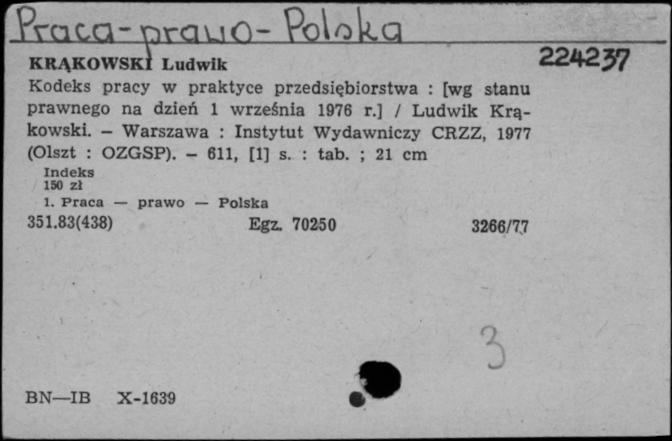 Praca-prawo-Polska
KRĄKOWSKI Ludwik
224237
Kodeks pracy w praktyce przedsiębiorstwa : [wg stanu
prawnego na dzień 1 września 1976 r.] / Ludwik Krą-
kowski. — Warszawa : Instytut Wydawniczy CRZZ, 1977
(Olszt : OZGSP). — 611, [1] s. : tab. ; 21 cm
Indeks
150 zł
1. Praca — prawo — Polska
351.83(438) Egz. 70250 3266/77
3
BN—IB X-1639